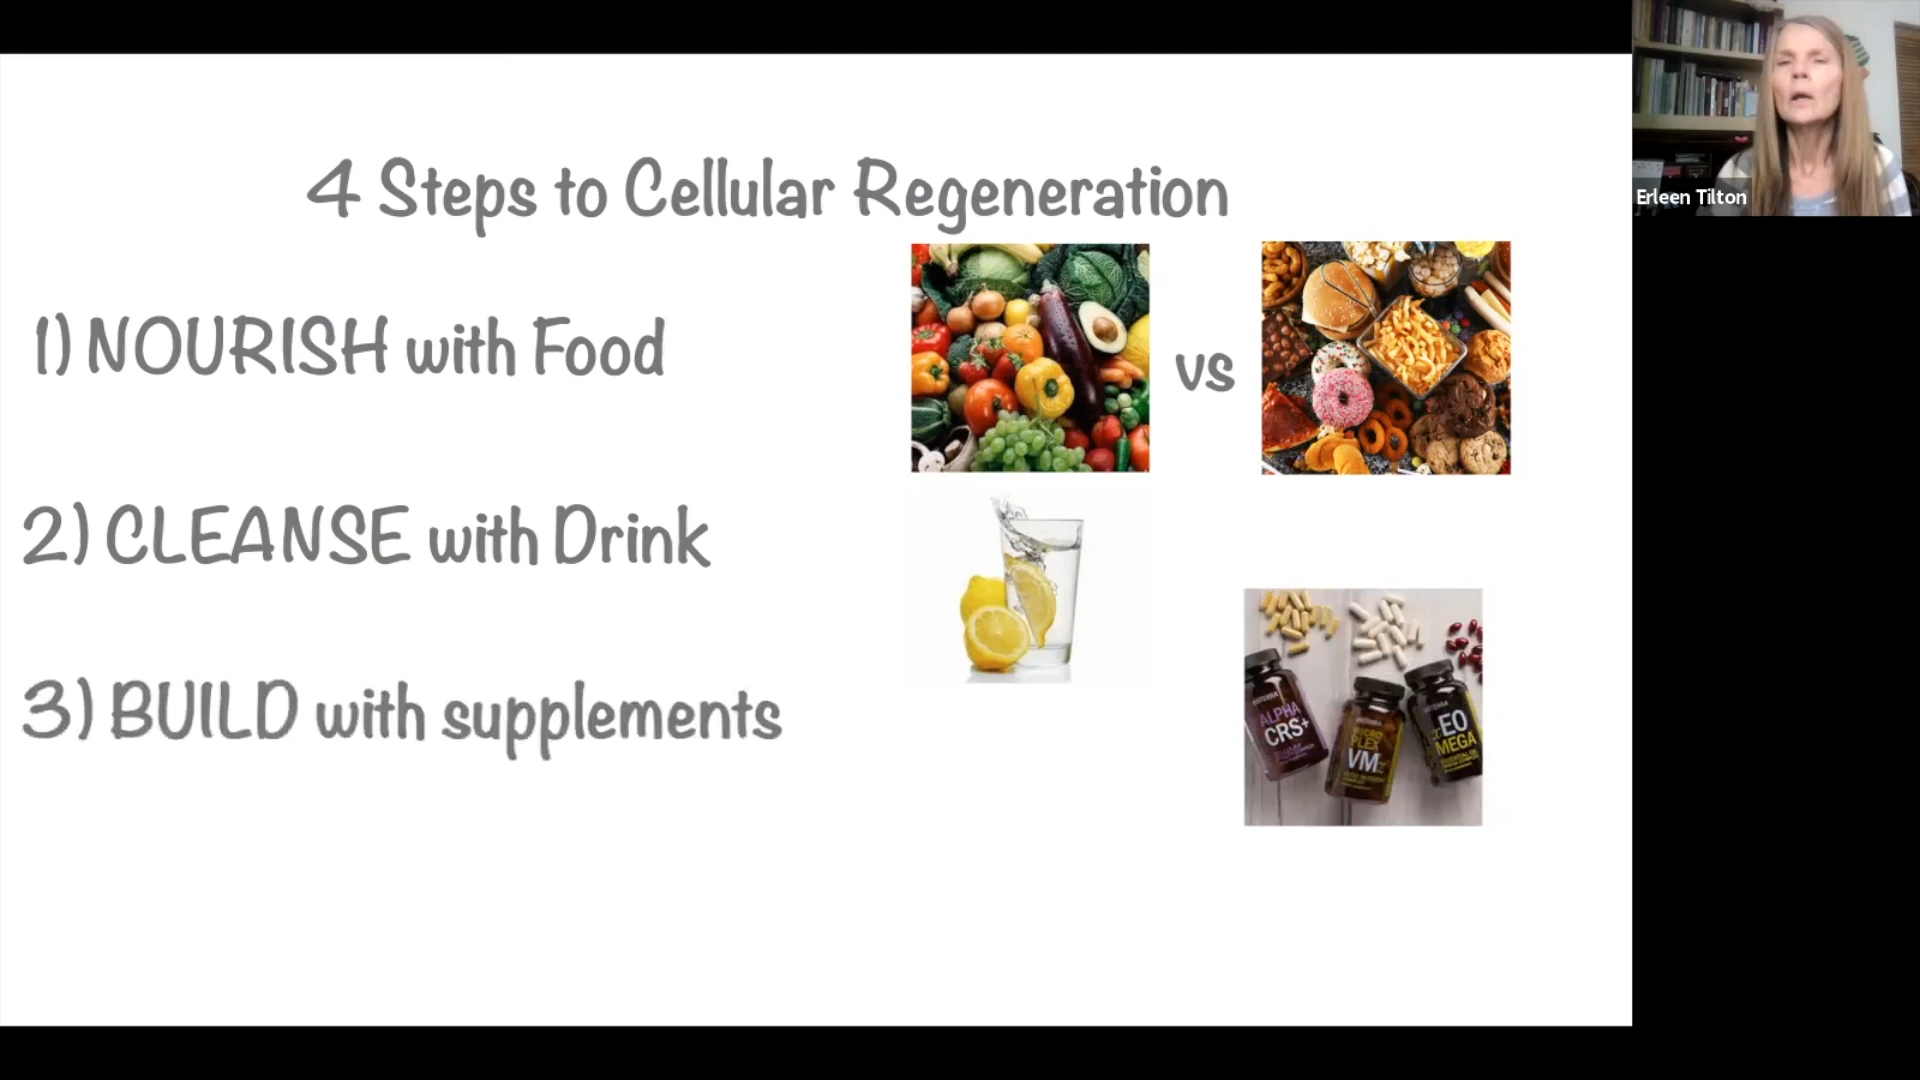 4 Steps to Cellular Regeneration
1) NOURISH with Food
vs
2) CLEANSE with Drink
3) BUILD with supplements
ALPHA
CRS+
VM
EO
MEGA
Erleen Tilton